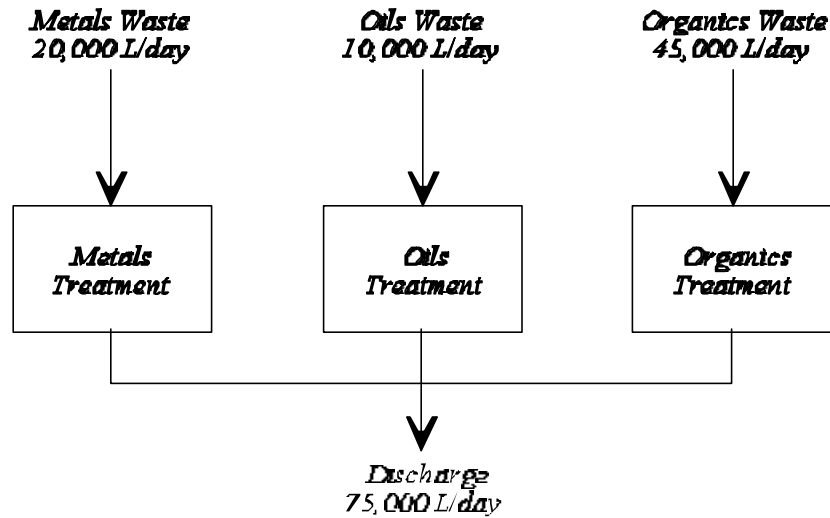 Metals Waste
20,000 L/day
Oils Waste
10,000 L/day
Organics Waste
45,000 L/day
Metals
Treatment
Oils
Treatment
Organics
Treatment
Discharge
75,000 L/day